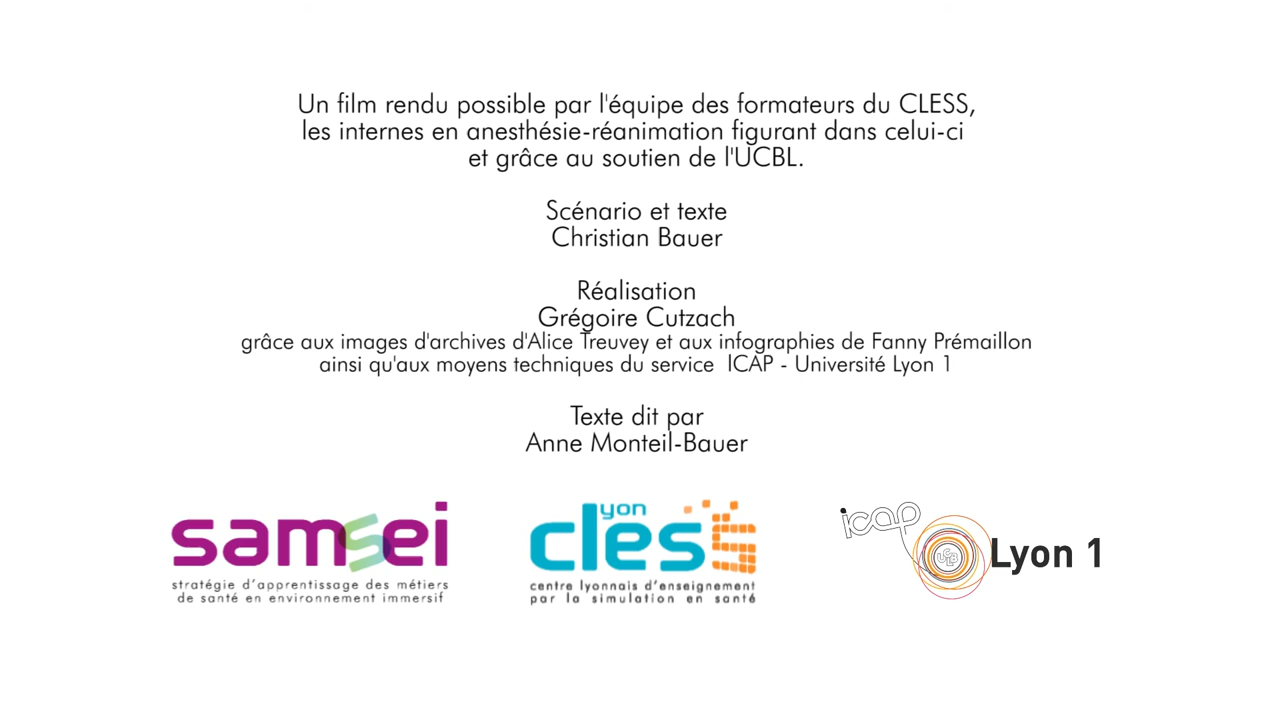 Un film rendu possible par l'équipe des formateurs du CLESS,
les internes en anesthésie-réanimation figurant dans celui-ci
et grâce au soutien de l'UCBL.
Scénario et texte
Christian Bauer
Réalisation
Grégoire Cutzach
grâce aux images d'archives d'Alice Treuvey et aux infographies de Fanny Prémaillon
ainsi qu'aux moyens techniques du service ICAP - Université Lyon 1
Texte dit par
Anne Monteil-Bauer
samsei
stratégie d'apprentissage des métiers
de santé en environnement immersif
lyon
cless
centre lyonnais d'enseignement
par la simulation en santé
icap
UCBL
Lyon 1